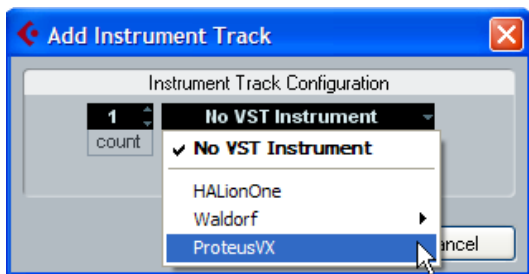 Add Instrument Track
Instrument Track Configuration
1 No VST Instrument
count
No VST Instrument
HALionOne
Waldorf
ProteusVX
ancel